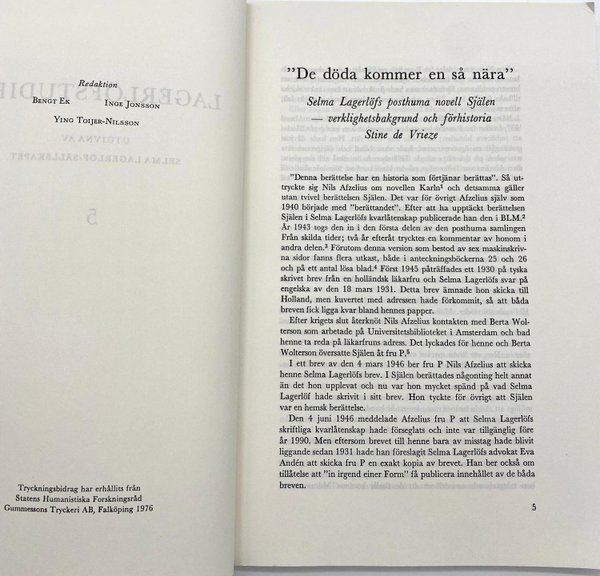 Redaktion
Bengt Ek
Inge Jonsson
Ying Toijer-Nilsson
LAGERLÖFSTUDIE
UTGIVNA AV
SELMA LAGERLÖF-SÄLLSKAPET
5
Tryckningsbidrag har erhållits från
Statens Humanistiska Forskningsråd
Gummessons Tryckeri AB, Falköping 1976
"De döda kommer en så nära"
Selma Lagerlöfs posthuma novell Själen
— verklighetsbakgrund och förhistoria
Stine de Vrieze
"Denna berättelse har en historia som förtjänar berättas". Så ut-
tryckte sig Nils Afzelius om novellen Karln¹ och detsamma gäller
utan tvivel berättelsen Själen. Det var för övrigt Afzelius själv som
1940 började med "berättandet". Efter att ha upptäckt berättelsen
Själen i Selma Lagerlöfs kvarlåtenskap publicerade han den i BLM.²
År 1943 togs den in i den första delen av den posthuma samlingen
Från skilda tider; två år efteråt trycktes en kommentar av honom i
andra delen.³ Förutom denna version som bestod av sex maskinskriv-
na sidor fanns flera utkast, både i anteckningsböckerna 25 och 26
och på ett antal lösa blad.⁴ Först 1945 påträffades ett 1930 på tyska
skrivet brev från en holländsk läkarfru och Selma Lagerlöfs svar på
engelska av den 18 mars 1931. Detta brev ämnade hon skicka till
Holland, men kuvertet med adressen hade förkommit, så att båda
breven fick ligga kvar bland hennes papper.
Efter krigets slut återknöt Nils Afzelius kontakten med Berta Wol-
terson som arbetade på Universitetsbiblioteket i Amsterdam och bad
henne ta reda på läkarfruns adress. Det lyckades för henne och Berta
Wolterson översatte Själen åt fru P.⁵
I ett brev av den 4 mars 1946 ber fru P Nils Afzelius att skicka
henne Selma Lagerlöfs brev. I Själen berättades någonting helt annat
än det hon upplevat och nu var hon mycket spänd på vad Selma
Lagerlöf hade skrivit i sitt brev. Hon tyckte för övrigt att Själen
var en hemsk berättelse.
Den 4 juni 1946 meddelade Afzelius fru P att Selma Lagerlöfs
skriftliga kvarlåtenskap hade förseglats och inte var tillgänglig före
år 1990. Men eftersom brevet till henne bara av misstag hade blivit
liggande sedan 1931 hade han föreslagit Selma Lagerlöfs advokat Eva
Andén att skicka fru P en exakt kopia av brevet. Han ber också om
tillåtelse att "in irgend einer Form" få publicera innehållet av de båda
breven.
5